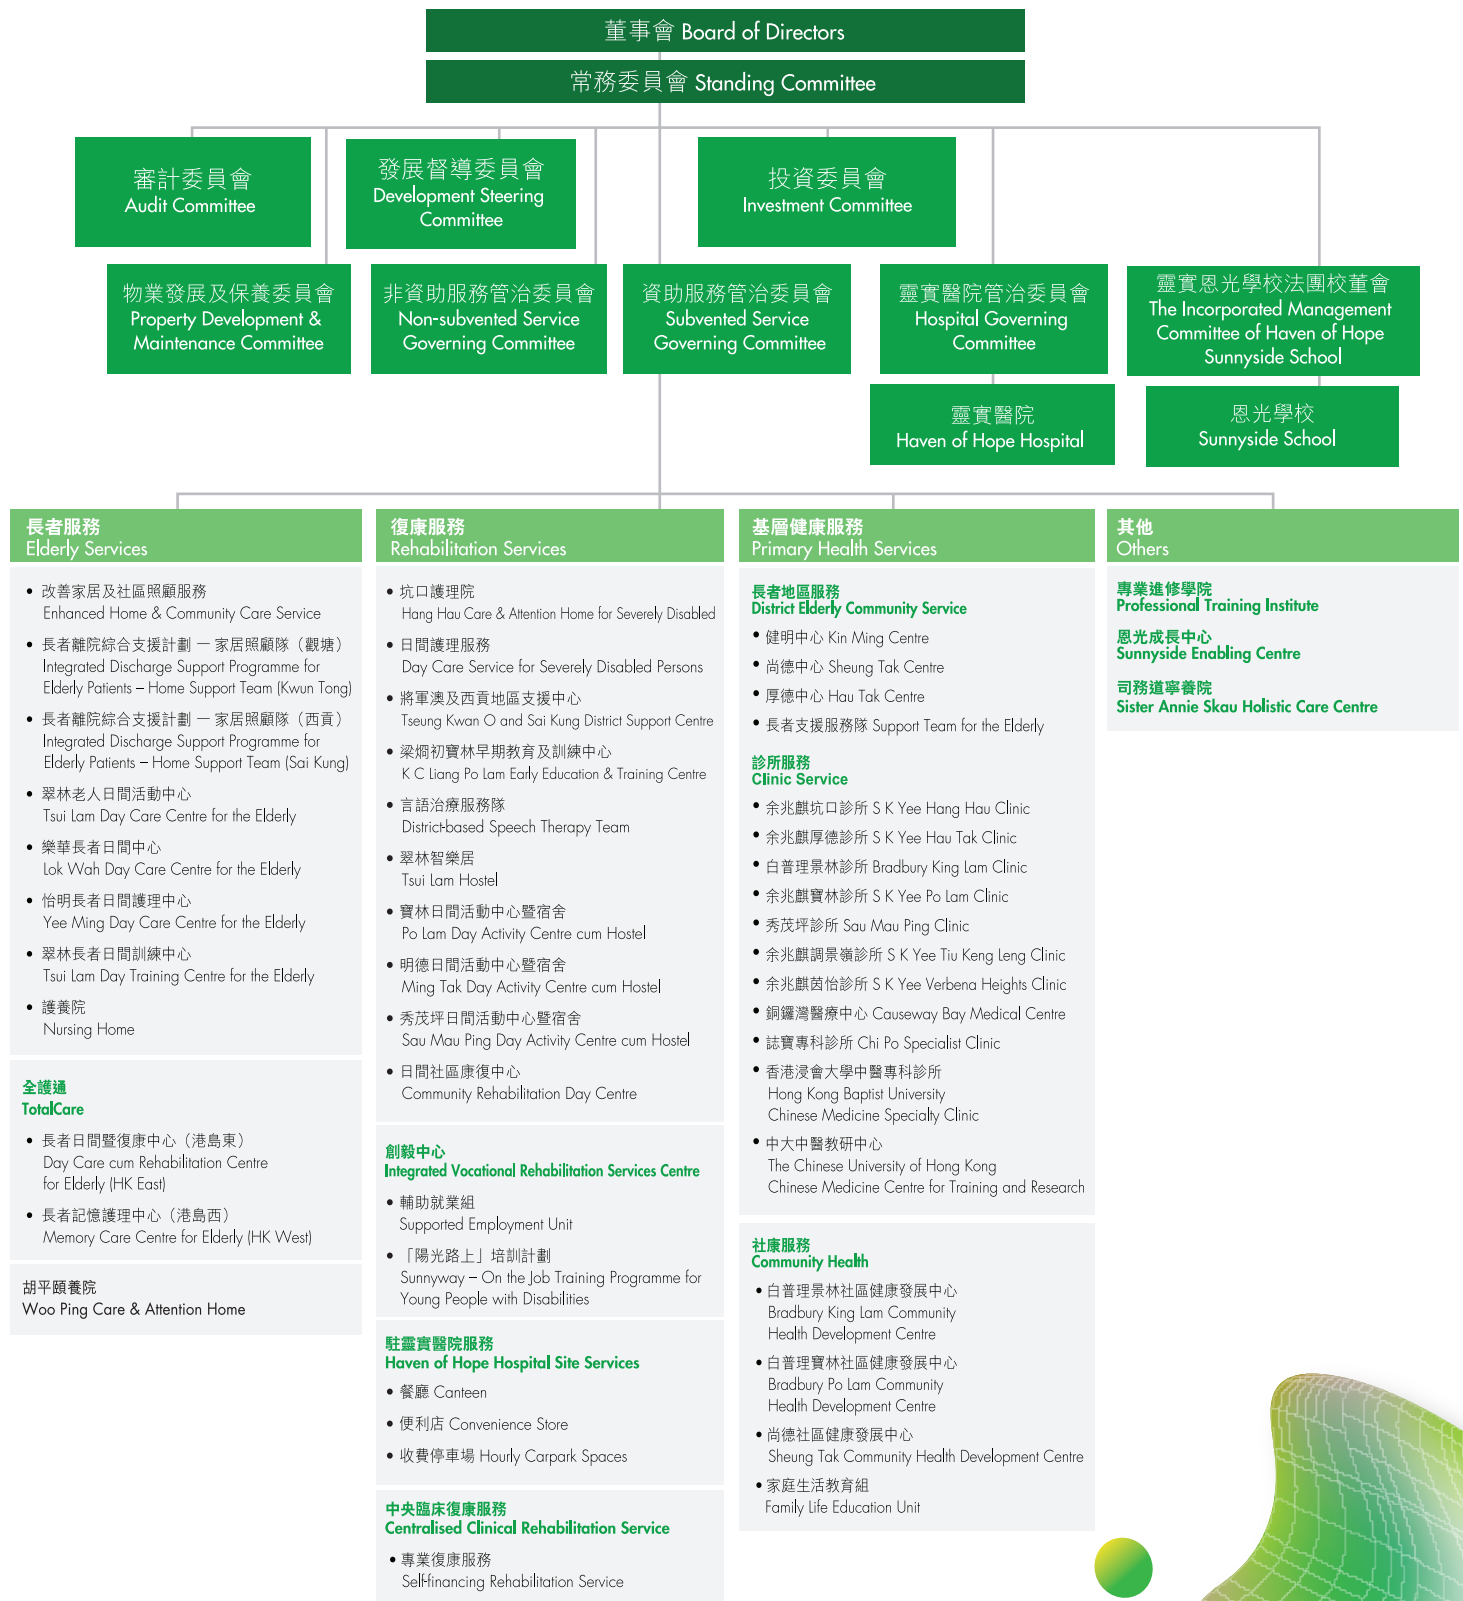 董事會 Board of Directors
常務委員會 Standing Committee
審計委員會
Audit Committee
發展督導委員會
Development Steering
Committee
投資委員會
Investment Committee
物業發展及保養委員會
Property Development &
Maintenance Committee
非資助服務管治委員會
Non-subvented Service
Governing Committee
資助服務管治委員會
Subvented Service
Governing Committee
靈實醫院管治委員會
Hospital Governing
Committee
靈實恩光學校法團校董會
The Incorporated Management
Committee of Haven of Hope
Sunnyside School
靈實醫院
Haven of Hope Hospital
恩光學校
Sunnyside School
長者服務
Elderly Services
• 改善家居及社區照顧服務
Enhanced Home & Community Care Service
• 長者離院綜合支援計劃 — 家居照顧隊（觀塘）
Integrated Discharge Support Programme for
Elderly Patients – Home Support Team (Kwun Tong)
• 長者離院綜合支援計劃 — 家居照顧隊（西貢）
Integrated Discharge Support Programme for
Elderly Patients – Home Support Team (Sai Kung)
• 翠林老人日間活動中心
Tsui Lam Day Care Centre for the Elderly
• 樂華長者日間中心
Lok Wah Day Care Centre for the Elderly
• 怡明長者日間護理中心
Yee Ming Day Care Centre for the Elderly
• 翠林長者日間訓練中心
Tsui Lam Day Training Centre for the Elderly
• 護養院
Nursing Home
全護通
TotalCare
• 長者日間暨復康中心（港島東）
Day Care cum Rehabilitation Centre
for Elderly (HK East)
• 長者記憶護理中心（港島西）
Memory Care Centre for Elderly (HK West)
胡平頤養院
Woo Ping Care & Attention Home
復康服務
Rehabilitation Services
• 坑口護理院
Hang Hau Care & Attention Home for Severely Disabled
• 日間護理服務
Day Care Service for Severely Disabled Persons
• 將軍澳及西貢地區支援中心
Tseung Kwan O and Sai Kung District Support Centre
• 梁烱初寶林早期教育及訓練中心
K C Liang Po Lam Early Education & Training Centre
• 言語治療服務隊
District-based Speech Therapy Team
• 翠林智樂居
Tsui Lam Hostel
• 寶林日間活動中心暨宿舍
Po Lam Day Activity Centre cum Hostel
• 明德日間活動中心暨宿舍
Ming Tak Day Activity Centre cum Hostel
• 秀茂坪日間活動中心暨宿舍
Sau Mau Ping Day Activity Centre cum Hostel
• 日間社區康復中心
Community Rehabilitation Day Centre
創毅中心
Integrated Vocational Rehabilitation Services Centre
• 輔助就業組
Supported Employment Unit
• 「陽光路上」培訓計劃
Sunnyway – On the Job Training Programme for
Young People with Disabilities
駐靈實醫院服務
Haven of Hope Hospital Site Services
• 餐廳 Canteen
• 便利店 Convenience Store
• 收費停車場 Hourly Carpark Spaces
中央臨床復康服務
Centralised Clinical Rehabilitation Service
• 專業復康服務
Self-financing Rehabilitation Service
基層健康服務
Primary Health Services
長者地區服務
District Elderly Community Service
• 健明中心 Kin Ming Centre
• 尚德中心 Sheung Tak Centre
• 厚德中心 Hau Tak Centre
• 長者支援服務隊 Support Team for the Elderly
診所服務
Clinic Service
• 余兆麒坑口診所 S K Yee Hang Hau Clinic
• 余兆麒厚德診所 S K Yee Hau Tak Clinic
• 白普理景林診所 Bradbury King Lam Clinic
• 余兆麒寶林診所 S K Yee Po Lam Clinic
• 秀茂坪診所 Sau Mau Ping Clinic
• 余兆麒調景嶺診所 S K Yee Tiu Keng Leng Clinic
• 余兆麒茵怡診所 S K Yee Verbena Heights Clinic
• 銅鑼灣醫療中心 Causeway Bay Medical Centre
• 誌寶專科診所 Chi Po Specialist Clinic
• 香港浸會大學中醫專科診所
Hong Kong Baptist University
Chinese Medicine Specialty Clinic
• 中大中醫教研中心
The Chinese University of Hong Kong
Chinese Medicine Centre for Training and Research
社康服務
Community Health
• 白普理景林社區健康發展中心
Bradbury King Lam Community
Health Development Centre
• 白普理寶林社區健康發展中心
Bradbury Po Lam Community
Health Development Centre
• 尚德社區健康發展中心
Sheung Tak Community Health Development Centre
• 家庭生活教育組
Family Life Education Unit
其他
Others
專業進修學院
Professional Training Institute
恩光成長中心
Sunnyside Enabling Centre
司務道寧養院
Sister Annie Skau Holistic Care Centre